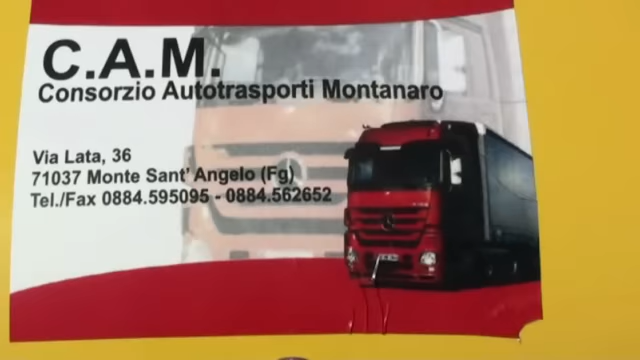 C.A.M.
Consorzio Autotrasporti Montanaro
Via Lata, 36
71037 Monte Sant' Angelo (Fg)
Tel./Fax 0884.595095 - 0884.562652